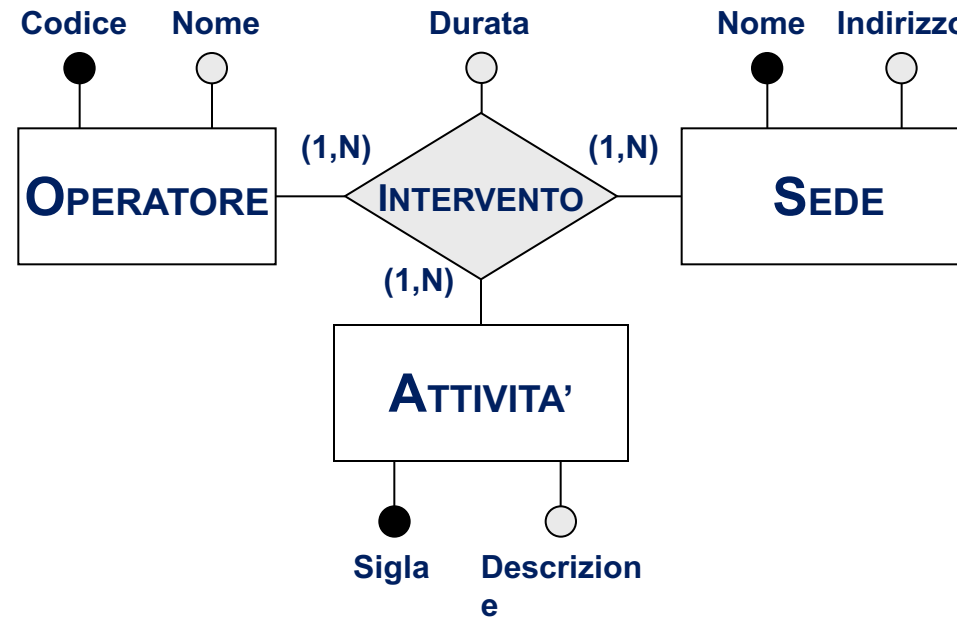 Codice Nome Durata Nome Indirizzo
(1,N) (1,N)
OPERATORE INTERVENTO SEDE
(1,N)
ATTIVITA’
Sigla Descrizion
e